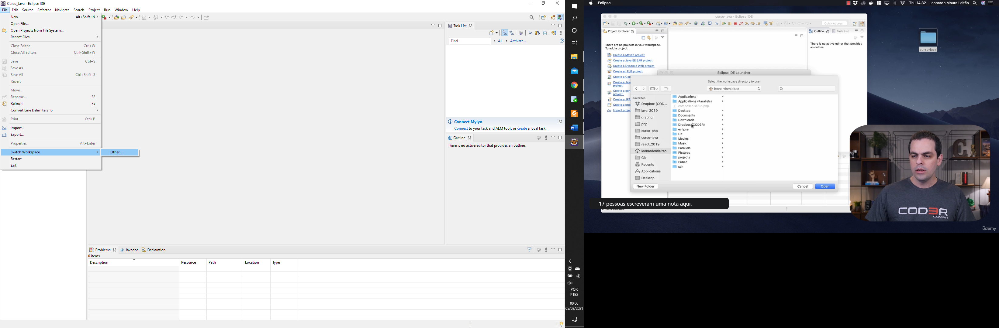 Curso_Java - Eclipse IDE
File Edit Source Refactor Navigate Search Project Run Window Help
New Alt+Shift+N
Open File...
Open Projects from File System...
Recent Files
Close Editor Ctrl+W
Close All Editors Ctrl+Shift+W
Save Ctrl+S
Save As...
Save All Ctrl+Shift+S
Revert
Move...
Rename... F2
Refresh F5
Convert Line Delimiters To
Print... Ctrl+P
Import...
Export...
Properties Alt+Enter
Switch Workspace
Other...
Restart
Exit
Task List
Find All Activate...
Connect Mylyn
Connect to your task and ALM tools or create a local task.
Outline
There is no active editor that provides an outline.
Problems Javadoc Declaration
0 items
Description Resource Path Location Type
POR
PTB2
00:06
05/08/2021
Eclipse
Thu 14:32 Leonardo Moura Leitão
curso-java - Eclipse IDE
Quick Access
Project Explorer
There are no projects in your workspace.
To add a project:
Create a Maven project
Create a Java EE EAR project
Create a Dynamic Web project
Create an EJB project
Create a Con
Create a Java
project
Create a gen
project.
Create a JPA
Create a proj
Import projec
Outline Task List
There is no active editor that provides
an outline.
curso-java
Eclipse IDE Launcher
Select the workspace directory to use.
leonardomleitao
Favorites
Dropbox (COD...
java_2019
graphql
php
curso-php
curso-java
react_2019
leonardomleitao
Git
Recents
Applications
Desktop
Applications
Applications (Parallels)
composer-setup.php
Desktop
Documents
Downloads
Dropbox (COD3R)
eclipse
Git
Movies
Music
Parallels
Pictures
projects
Public
ssh
New Folder Cancel Open
17 pessoas escreveram uma nota aqui.
COD3R
.COM.BR
C
udemy